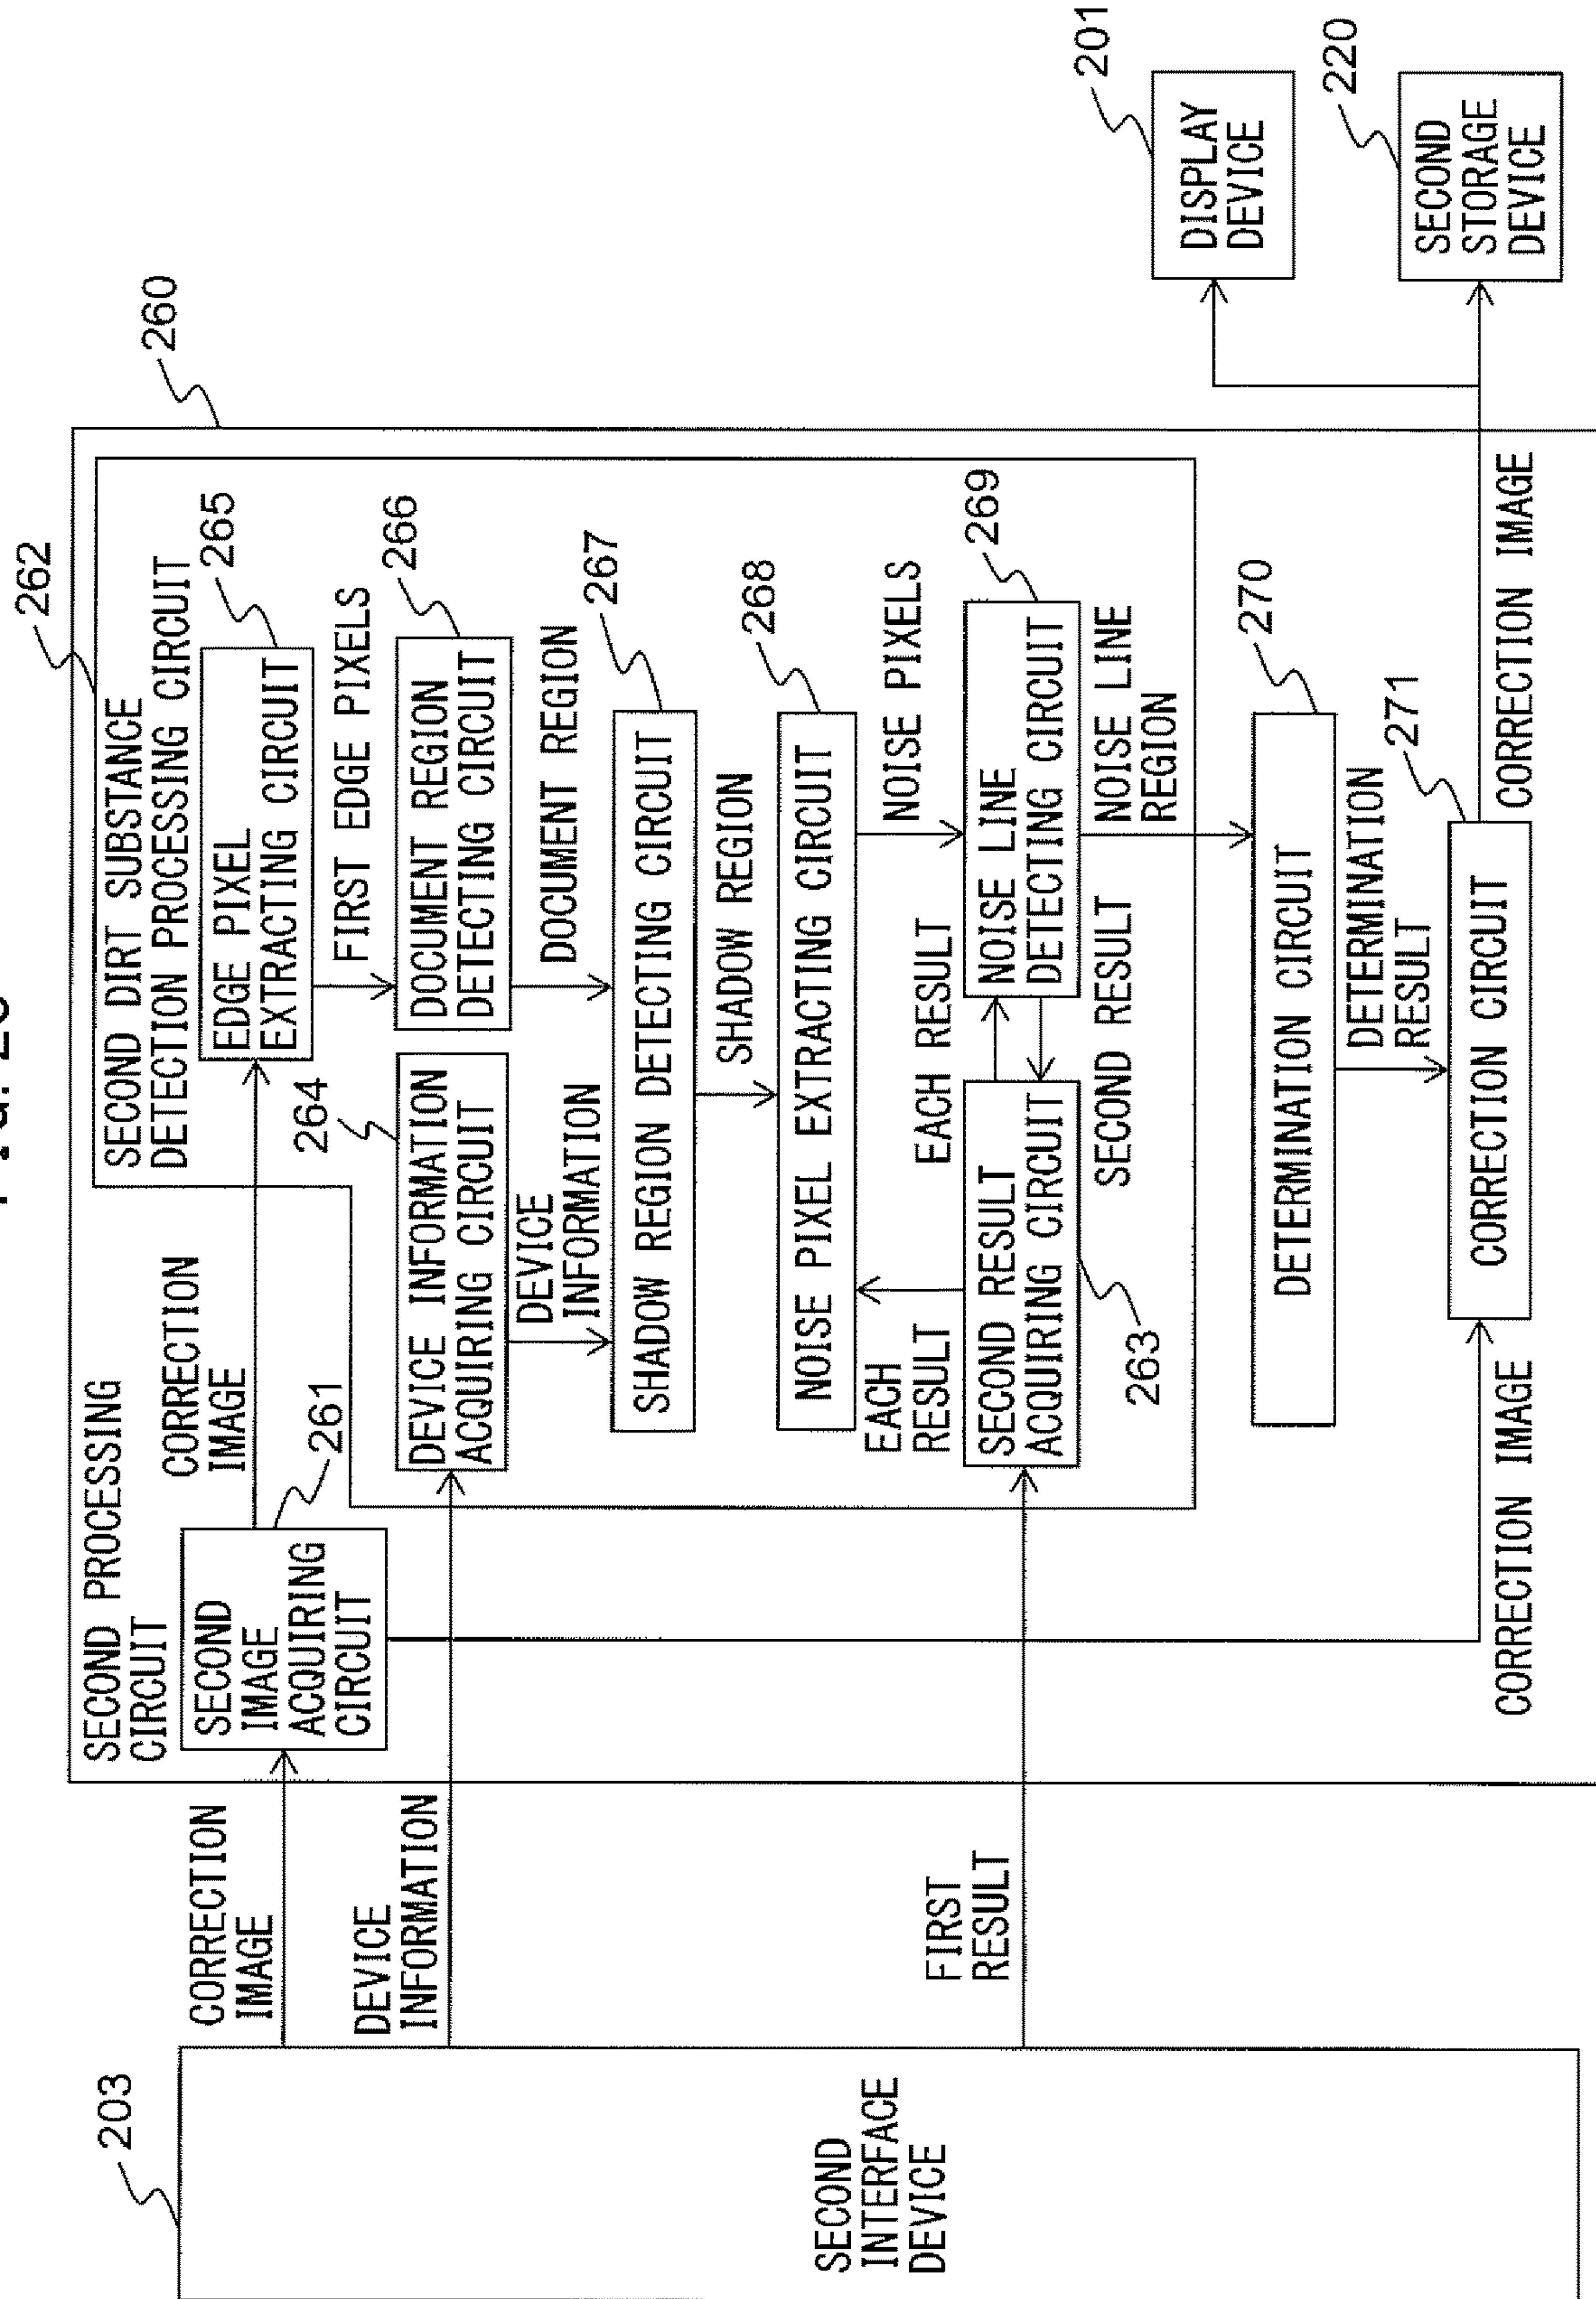 262
260
SECOND PROCESSING
CIRCUIT
SECOND DIRT SUBSTANCE
DETECTION PROCESSING CIRCUIT
203
CORRECTION
IMAGE
SECOND
IMAGE
ACQUIRING
CIRCUIT
261
CORRECTION
IMAGE
EDGE PIXEL
EXTRACTING CIRCUIT
265
FIRST EDGE PIXELS
264
DEVICE
INFORMATION
DEVICE INFORMATION
ACQUIRING CIRCUIT
DOCUMENT REGION
DETECTING CIRCUIT
266
DEVICE
INFORMATION
DOCUMENT REGION
267
SHADOW REGION DETECTING CIRCUIT
SHADOW REGION
268
NOISE PIXEL EXTRACTING CIRCUIT
EACH
RESULT
EACH RESULT
NOISE PIXELS
SECOND
INTERFACE
DEVICE
FIRST
RESULT
SECOND RESULT
ACQUIRING CIRCUIT
263
NOISE LINE
DETECTING CIRCUIT
269
SECOND RESULT
NOISE LINE
REGION
201
DISPLAY
DEVICE
DETERMINATION CIRCUIT
270
DETERMINATION
RESULT
271
CORRECTION IMAGE
CORRECTION CIRCUIT
CORRECTION IMAGE
220
SECOND
STORAGE
DEVICE